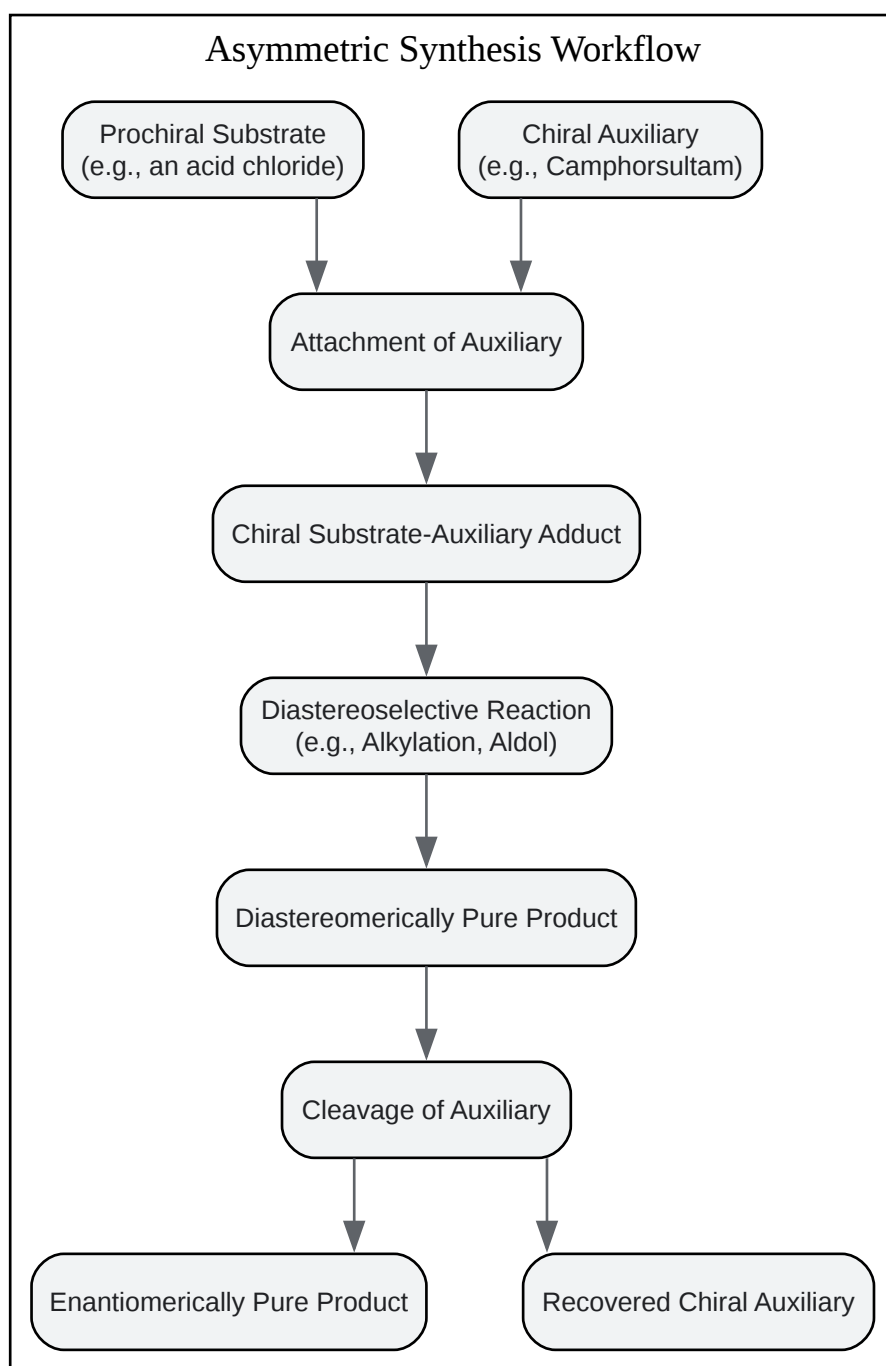 Asymmetric Synthesis Workflow
Prochiral Substrate
(e.g., an acid chloride)
Chiral Auxiliary
(e.g., Camphorsultam)
Attachment of Auxiliary
Chiral Substrate-Auxiliary Adduct
Diastereoselective Reaction
(e.g., Alkylation, Aldol)
Diastereomerically Pure Product
Cleavage of Auxiliary
Enantiomerically Pure Product
Recovered Chiral Auxiliary